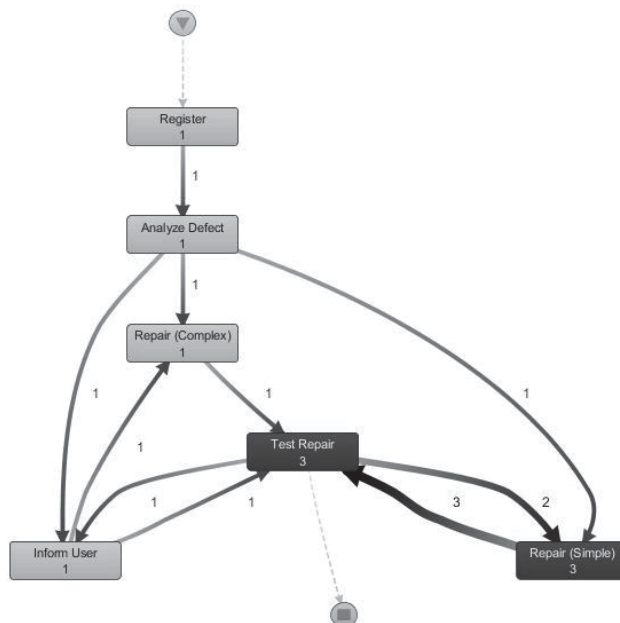 Register
1
1
Analyze Defect
1
1
Repair (Complex)
1
1
1
1
1
Test Repair
3
1
1
3
2
Inform User
1
Repair (Simple)
3